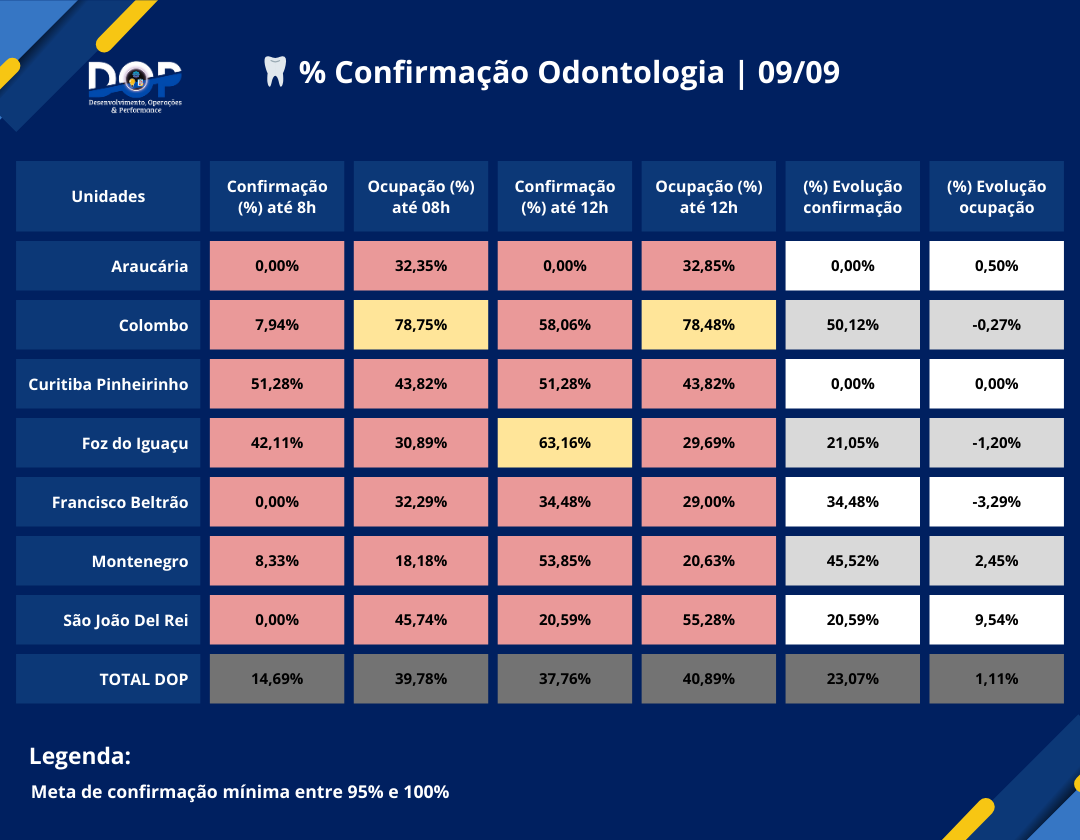 DOP
Desenvolvimento, Operações
& Performance
% Confirmação Odontologia | 09/09
Unidades
Confirmação
(%) até 8h
Ocupação (%)
até 08h
Confirmação
(%) até 12h
Ocupação (%)
até 12h
(%) Evolução
confirmação
(%) Evolução
ocupação
Araucária 0,00% 32,35% 0,00% 32,85% 0,00% 0,50%
Colombo 7,94% 78,75% 58,06% 78,48% 50,12% -0,27%
Curitiba Pinheirinho 51,28% 43,82% 51,28% 43,82% 0,00% 0,00%
Foz do Iguaçu 42,11% 30,89% 63,16% 29,69% 21,05% -1,20%
Francisco Beltrão 0,00% 32,29% 34,48% 29,00% 34,48% -3,29%
Montenegro 8,33% 18,18% 53,85% 20,63% 45,52% 2,45%
São João Del Rei 0,00% 45,74% 20,59% 55,28% 20,59% 9,54%
TOTAL DOP 14,69% 39,78% 37,76% 40,89% 23,07% 1,11%
Legenda:
Meta de confirmação mínima entre 95% e 100%